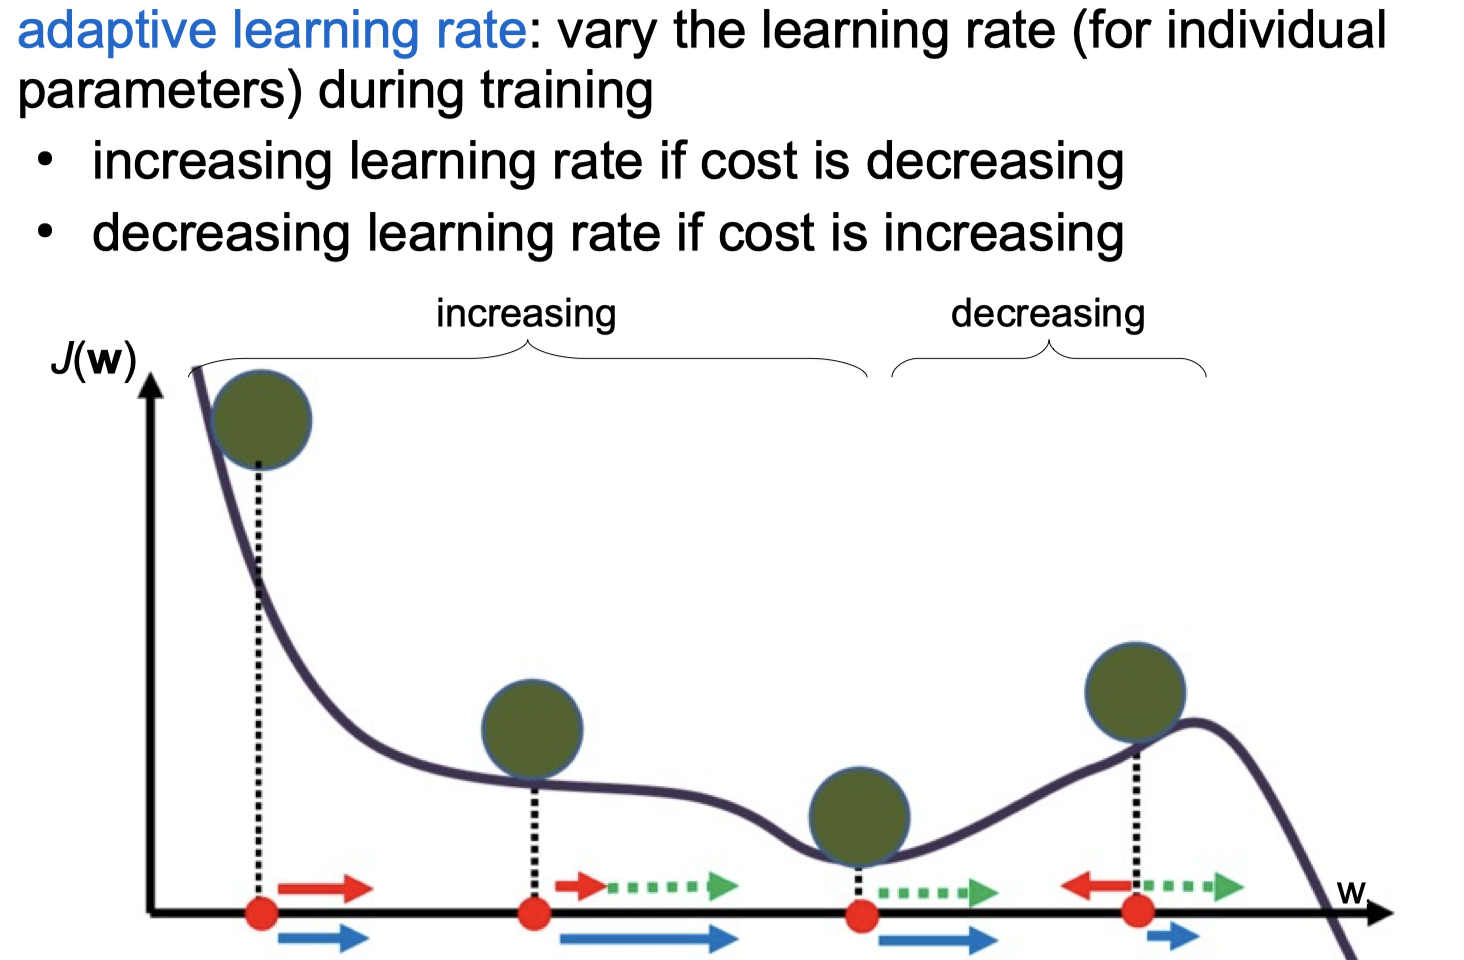 adaptive learning rate: vary the learning rate (for individual
parameters) during training
• increasing learning rate if cost is decreasing
• decreasing learning rate if cost is increasing
increasing
decreasing
J(w)
w